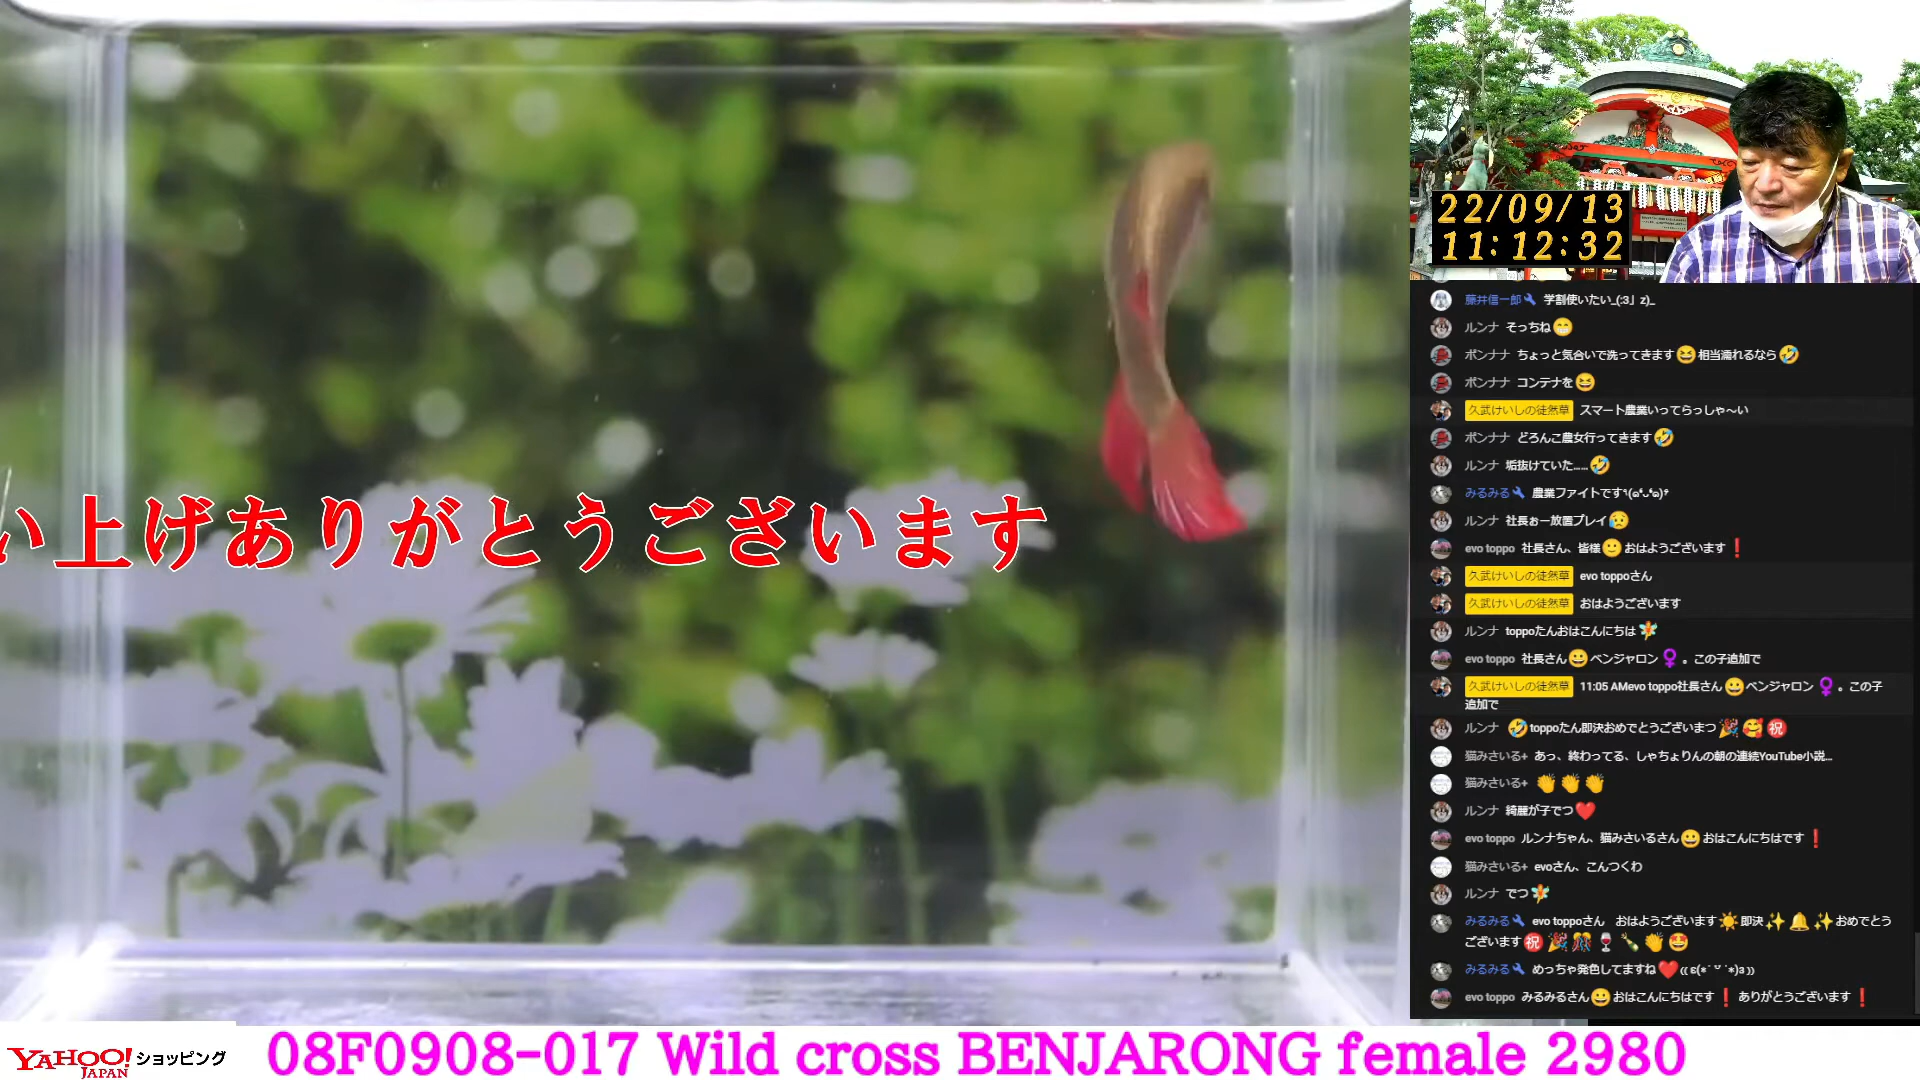 い上げありがとうございます
22/09/13
11:12:32
藤井信一郎 学割使いたい_(:3」z)_
ルンナ そっちね😁
ボンナナ ちょっと気合いで洗ってきます😆相当濡れるなら🤣
ボンナナ コンテナを😆
久武けいしの徒然草 スマート農業いってらっしゃ～い
ボンナナ どろんこ農女行ってきます🤣
ルンナ 垢抜けていた……🤣
みるみる 農業ファイトです
ルンナ 社長ぉー放置プレイ😥
evo toppo 社長さん、皆様🙂おはようございます❗
久武けいしの徒然草 evo toppoさん
久武けいしの徒然草 おはようございます
ルンナ toppoたんおはこんにちは🧚
evo toppo 社長さん😀ベンジャロン♀。この子追加で
久武けいしの徒然草 11:05 AMevo toppo社長さん😀ベンジャロン♀。この子
追加で
ルンナ 🤣toppoたん即決おめでとうございまつ🎉🥰㊗
猫みさいる+ あっ、終わってる、しゃちょりんの朝の連続YouTube小説...
猫みさいる+ 👏👏👏
ルンナ 綺麗が子でつ❤️
evo toppo ルンナちゃん、猫みさいるさん😀おはこんにちはです❗
猫みさいる+ evoさん、こんつくわ
ルンナ でつ🧚
みるみる evo toppoさん　おはようございます☀️即決✨🔔✨おめでとう
ございます㊗🎉🎊🍷🍾👏🤩
みるみる めっちゃ発色してますね❤️
evo toppo みるみるさん😀おはこんにちはです❗ありがとうございます❗
YAHOO!ショッピング
JAPAN
08F0908-017 Wild cross BENJARONG female 2980